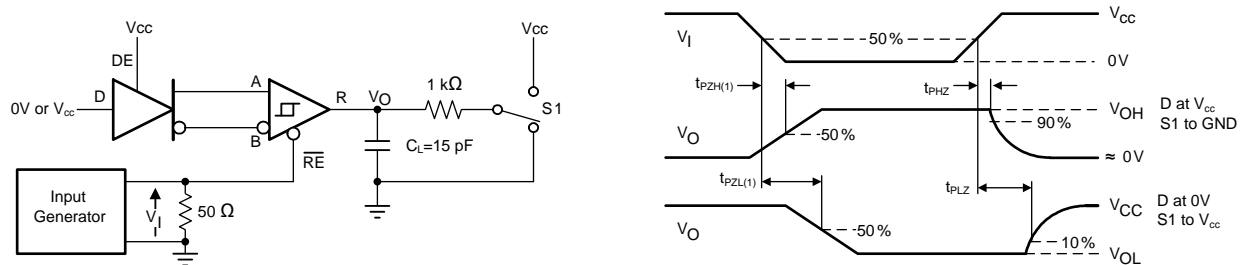 Vcc
DE
D
0V or Vcc
A
B
R
VO
1 kΩ
Vcc
S1
CL=15 pF
RE
Input
Generator
VI
50 Ω
VI
50%
VCC
0V
tPZH(1)
tPHZ
VO
50%
90%
VOH
≈ 0V
D at Vcc
S1 to GND
tPZL(1)
tPLZ
VO
50%
10%
VCC
VOL
D at 0V
S1 to Vcc